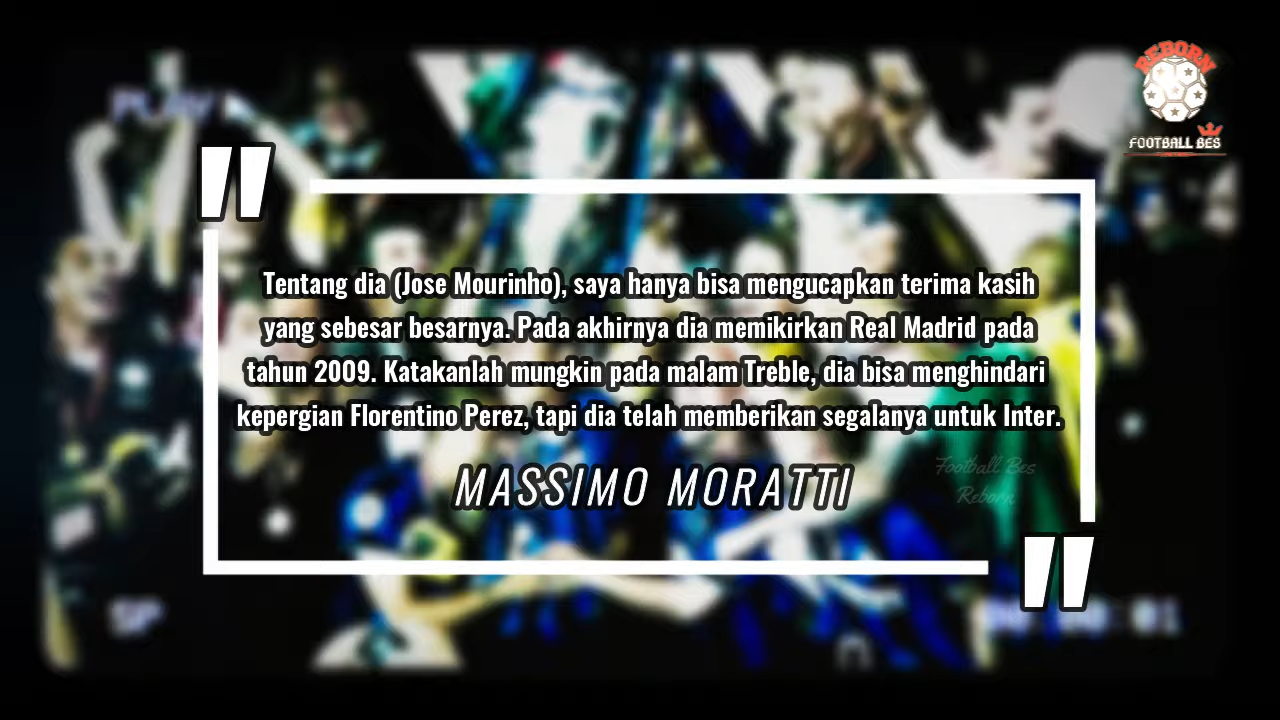 REBORN
FOOTBALL BES
PLAY
"
Tentang dia (Jose Mourinho), saya hanya bisa mengucapkan terima kasih
yang sebesar besarnya. Pada akhirnya dia memikirkan Real Madrid pada
tahun 2009. Katakanlah mungkin pada malam Treble, dia bisa menghindari
kepergian Florentino Perez, tapi dia telah memberikan segalanya untuk Inter.
Football Bes
Reborn
MASSIMO MORATTI
"
SP